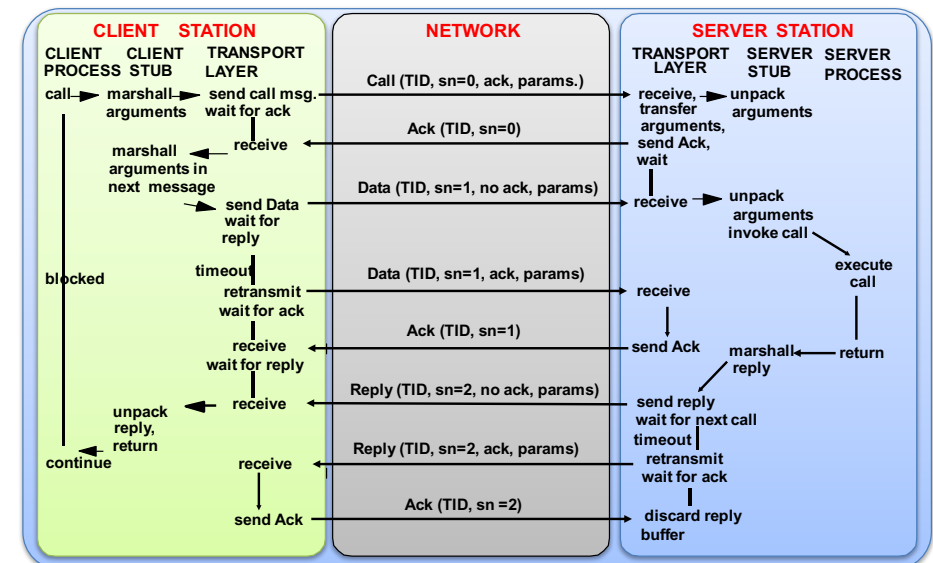 CLIENT STATION
NETWORK
SERVER STATION
CLIENT
PROCESS
CLIENT
STUB
TRANSPORT
LAYER
TRANSPORT
LAYER
SERVER
STUB
SERVER
PROCESS
call
marshall
arguments
send call msg.
wait for ack
Call (TID, sn=0, ack, params.)
receive,
transfer
arguments,
send Ack,
wait
unpack
arguments
Ack (TID, sn=0)
receive
marshall
arguments in
next message
send Data
wait for
reply
Data (TID, sn=1, no ack, params)
receive
unpack
arguments
invoke call
execute
call
blocked
timeout
retransmit
wait for ack
Data (TID, sn=1, ack, params)
receive
send Ack
Ack (TID, sn=1)
receive
wait for reply
return
marshall
reply
send reply
wait for next call
Reply (TID, sn=2, no ack, params)
receive
unpack
reply,
return
continue
timeout
retransmit
wait for ack
Reply (TID, sn=2, ack, params)
receive
send Ack
Ack (TID, sn =2)
discard reply
buffer